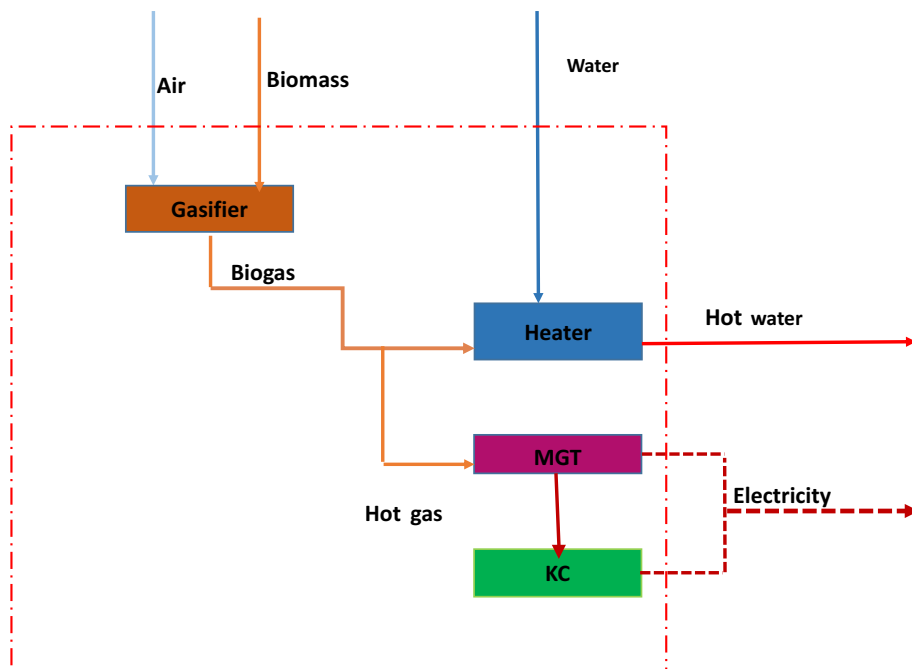 Water
Air
Biomass
Gasifier
Biogas
Hot water
Heater
MGT
Electricity
Hot gas
KC